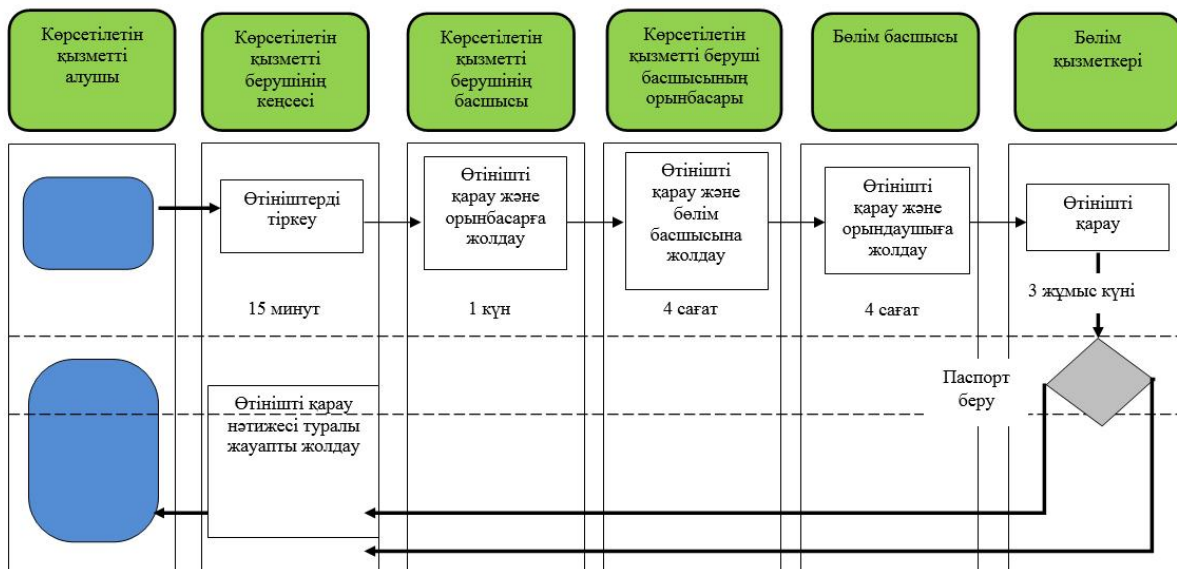 Көрсетілетін
қызметті
алушы
Көрсетілетін
қызметті
берушінің
кеңсесі
Көрсетілетін
қызметті
берушінің
басшысы
Көрсетілетін
қызметті беруші
басшысының
орынбасары
Бөлім басшысы
Бөлім
қызметкері
Өтініштерді
тіркеу
Өтінішті
қарау және
орынбасарға
жолдау
Өтінішті
қарау және
бөлім
басшысына
жолдау
Өтінішті
қарау және
орындаушыға
жолдау
Өтінішті
қарау
15 минут
1 күн
4 сағат
4 сағат
3 жұмыс күні
Паспорт
беру
Өтінішті қарау
нәтижесі туралы
жауапты жолдау